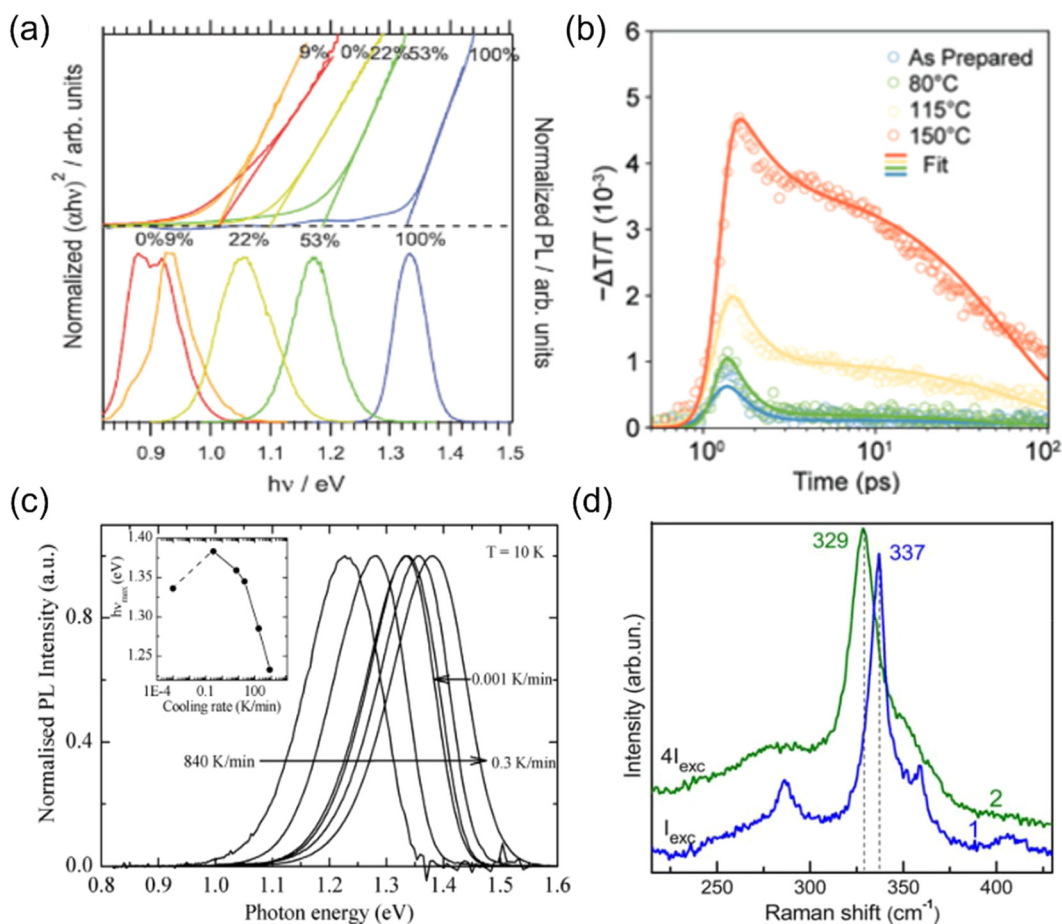 (a)
Normalized (αhν)² / arb. units
9% 0% 22% 53% 100%
0% 9% 22% 53% 100%
Normalized PL / arb. units
0.9 1.0 1.1 1.2 1.3 1.4 1.5
hν / eV
(b)
−ΔT/T (10⁻³)
6
5
4
3
2
1
0
As Prepared
80°C
115°C
150°C
Fit
10⁰ 10¹ 10²
Time (ps)
(c)
Normalised PL Intensity (a.u.)
0.8
0.4
0.0
T = 10 K
hν_max (eV)
1.40
1.35
1.30
1.25
1E-4 0.1 100
Cooling rate (K/min)
0.001 K/min
840 K/min
0.3 K/min
0.8 0.9 1.0 1.1 1.2 1.3 1.4 1.5 1.6
Photon energy (eV)
(d)
Intensity (arb.un.)
329
337
4I_exc
2
I_exc
1
250 300 350 400
Raman shift (cm⁻¹)